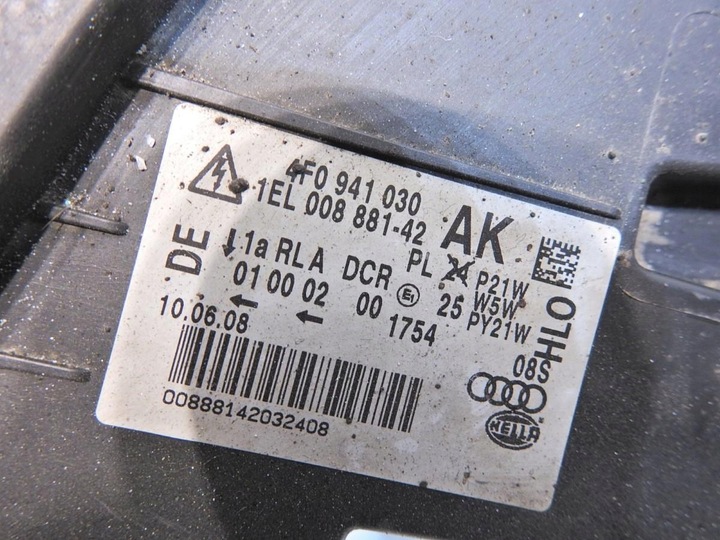 4F0 941 030 AK
1EL 008 881-42
DE 1a RLA DCR PL 24 P21W
01 00 02 00 E1 25 W5W
10.06.08 1754 PY21W
HLO
08S
00888142032408
HELLA